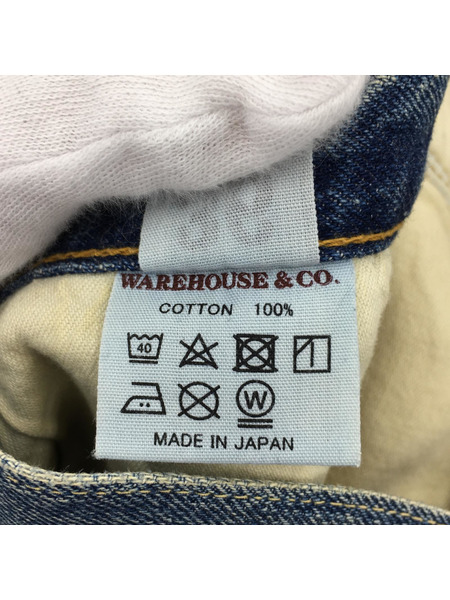 WAREHOUSE & CO.
COTTON 100%
40
W
MADE IN JAPAN